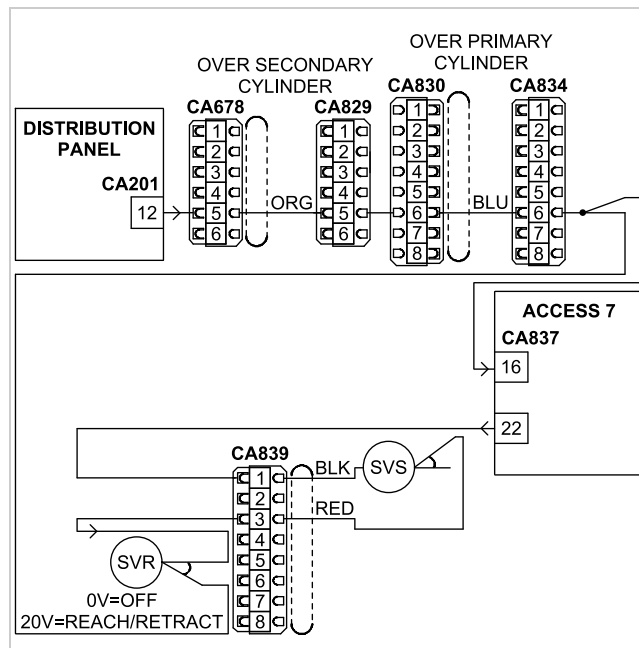 OVER SECONDARY
CYLINDER
OVER PRIMARY
CYLINDER
CA678
CA829
CA830
CA834
DISTRIBUTION
PANEL
CA201
12
1
2
3
4
5
6
ORG
1
2
3
4
5
6
1
2
3
4
5
6
7
8
BLU
1
2
3
4
5
6
7
8
ACCESS 7
CA837
16
22
CA839
1
2
3
4
5
6
7
8
BLK
RED
SVS
SVR
0V=OFF
20V=REACH/RETRACT